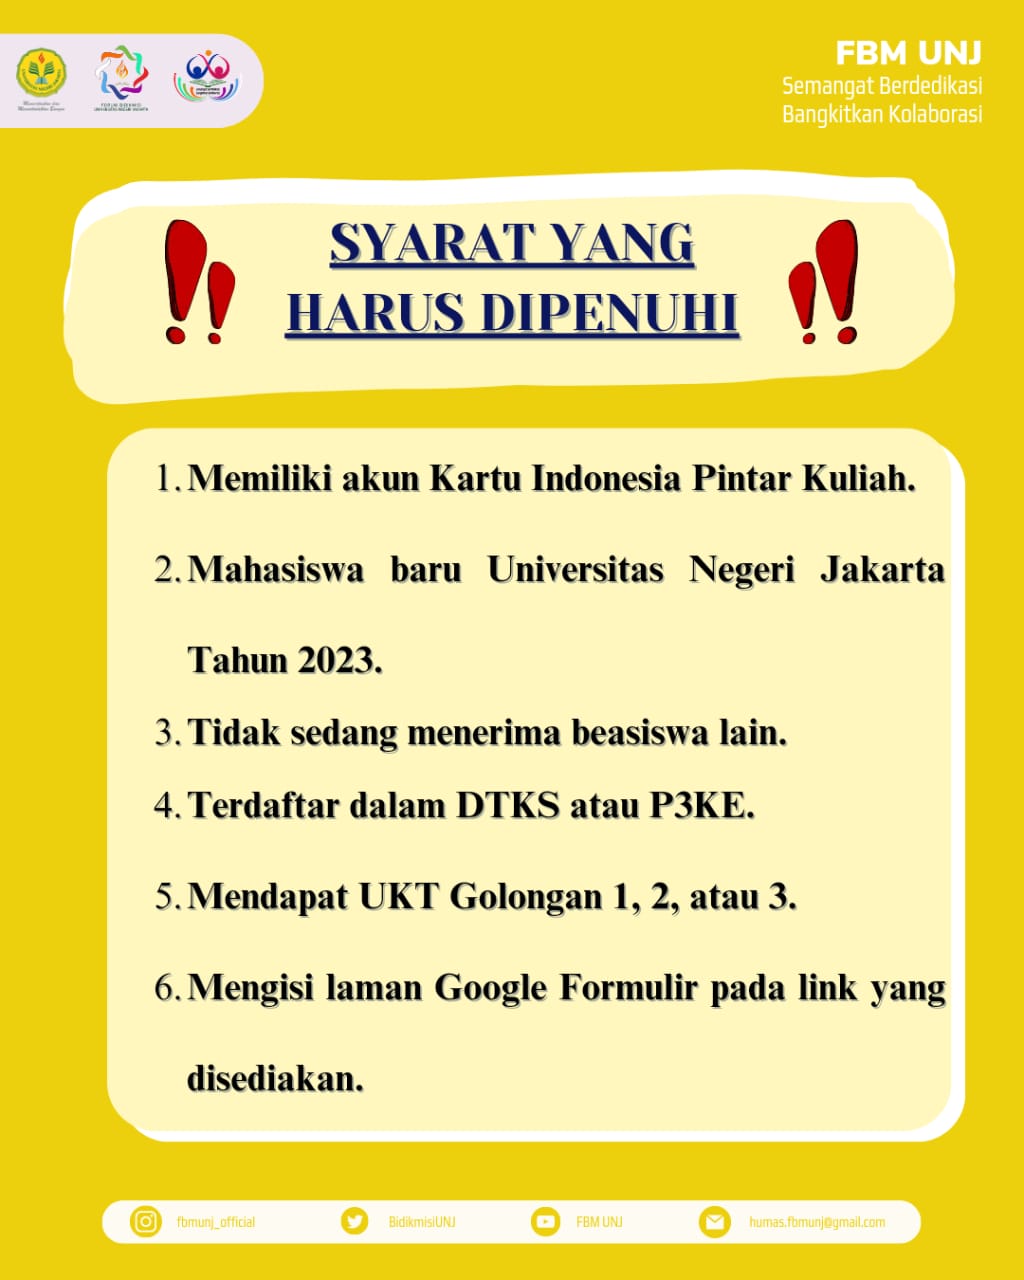 FBM UNJ
Semangat Berdedikasi
Bangkitkan Kolaborasi
SYARAT YANG
HARUS DIPENUHI
1. Memiliki akun Kartu Indonesia Pintar Kuliah.
2. Mahasiswa baru Universitas Negeri Jakarta
Tahun 2023.
3. Tidak sedang menerima beasiswa lain.
4. Terdaftar dalam DTKS atau P3KE.
5. Mendapat UKT Golongan 1, 2, atau 3.
6. Mengisi laman Google Formulir pada link yang
disediakan.
fbmunj_official
BidikmisiUNJ
FBM UNJ
humas.fbmunj@gmail.com